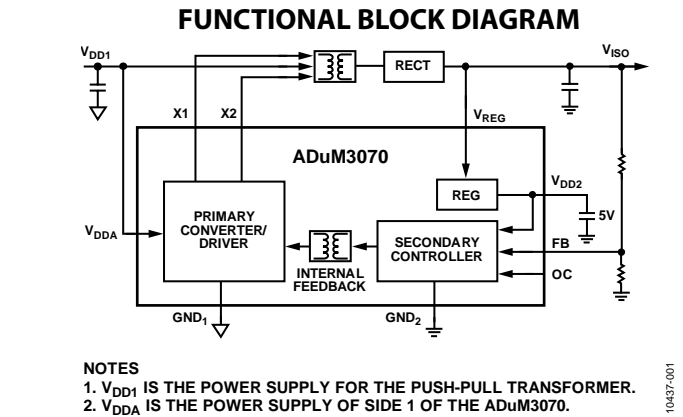 FUNCTIONAL BLOCK DIAGRAM
VDD1
VISO
RECT
X1
X2
VREG
ADuM3070
REG
VDD2
5V
PRIMARY
CONVERTER/
DRIVER
VDDA
SECONDARY
CONTROLLER
FB
INTERNAL
FEEDBACK
OC
GND1
GND2
NOTES
1. VDD1 IS THE POWER SUPPLY FOR THE PUSH-PULL TRANSFORMER.
2. VDDA IS THE POWER SUPPLY OF SIDE 1 OF THE ADuM3070.
10437-001